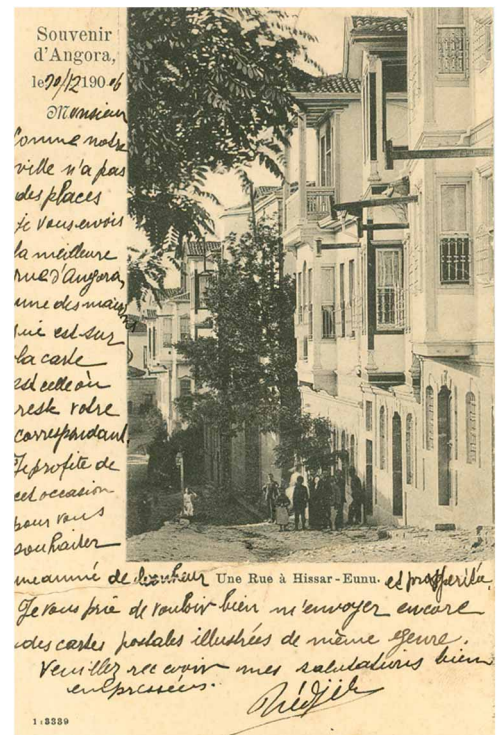 Souvenir
d'Angora,
le 20/12 1906
Monsieur
Comme notre
ville n'a pas
des places
je vous envois
la meilleure
rue d'Angora,
une des maisons
qui est sur
la carte
est celle où
reste votre
correspondant.
Je profite de
cet occasion
pour vous
souhaiter
une année de bonheur Une Rue à Hissar-Eunu. et prosperité.
Je vous prie de vouloir bien m'envoyer encore
des cartes postales illustrées de même genre.
Veuillez recevoir mes salutations bien
empressées.
1:3339